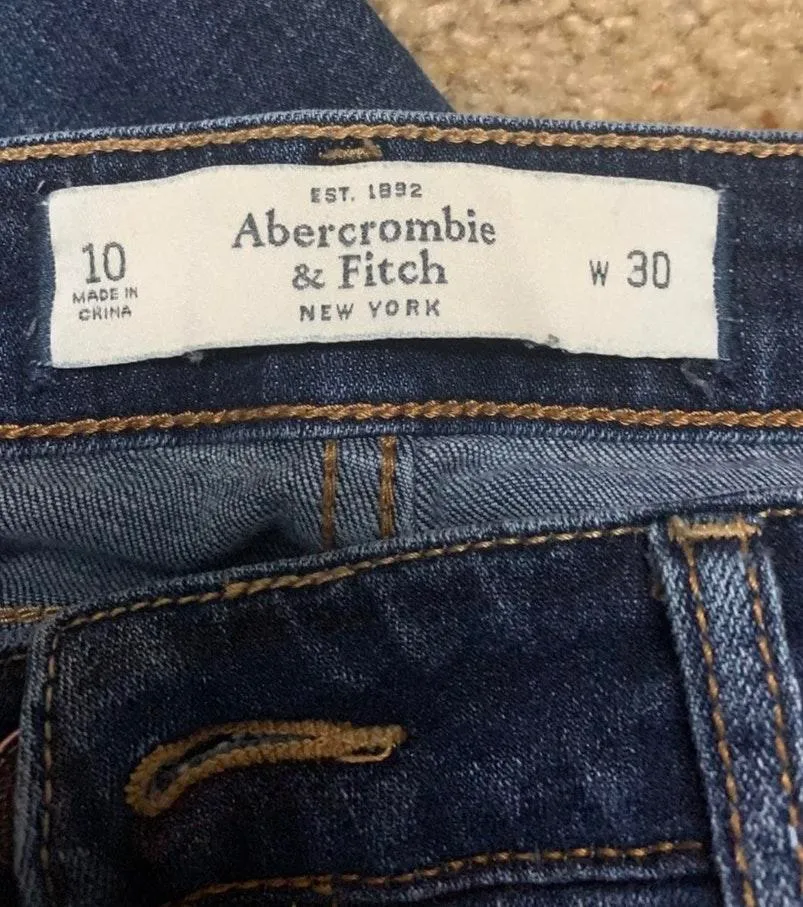 EST. 1892
Abercrombie
& Fitch
NEW YORK
10
MADE IN
CHINA
W 30